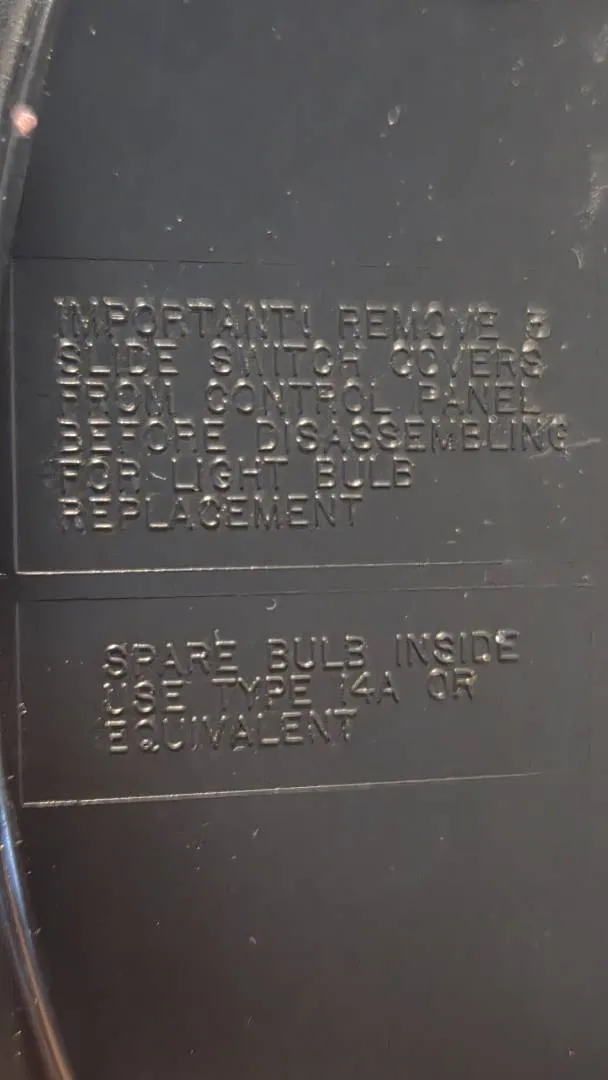 IMPORTANT! REMOVE 3
SLIDE SWITCH COVERS
FROM CONTROL PANEL
BEFORE DISASSEMBLING
FOR LIGHT BULB
REPLACEMENT
SPARE BULB INSIDE
USE TYPE 14A OR
EQUIVALENT